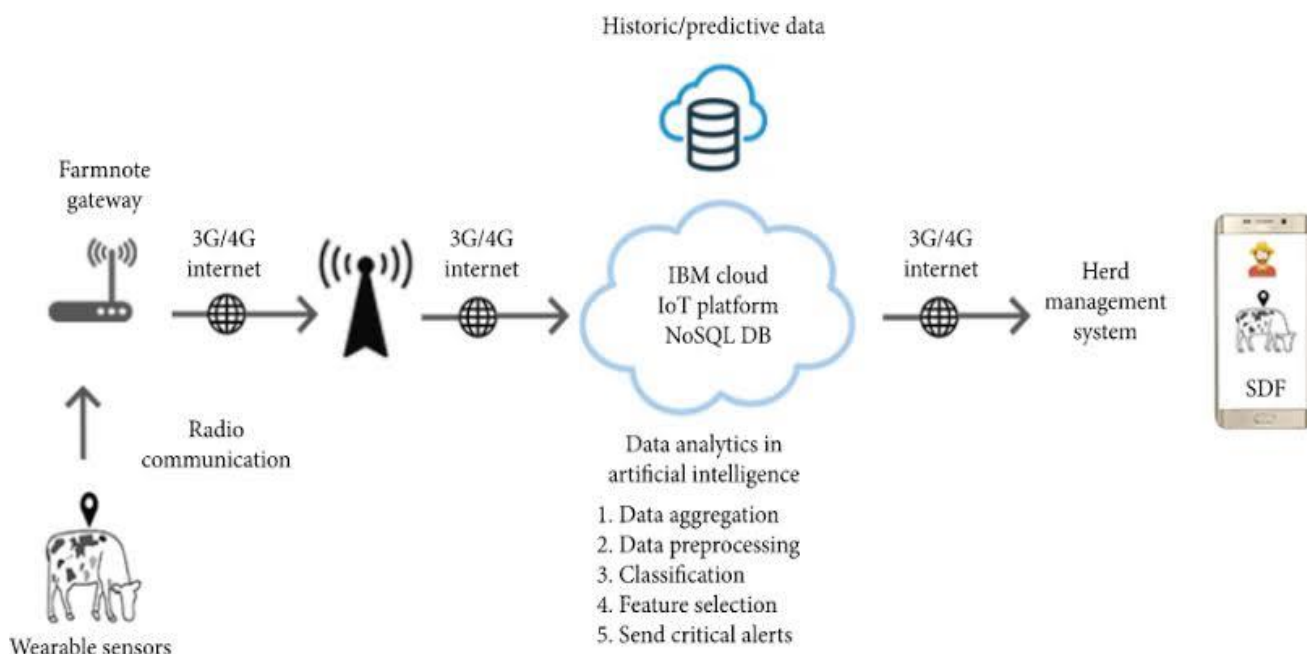 Historic/predictive data
Farmnote
gateway
3G/4G
internet
3G/4G
internet
IBM cloud
IoT platform
NoSQL DB
3G/4G
internet
Herd
management
system
SDF
Radio
communication
Wearable sensors
Data analytics in
artificial intelligence
1. Data aggregation
2. Data preprocessing
3. Classification
4. Feature selection
5. Send critical alerts